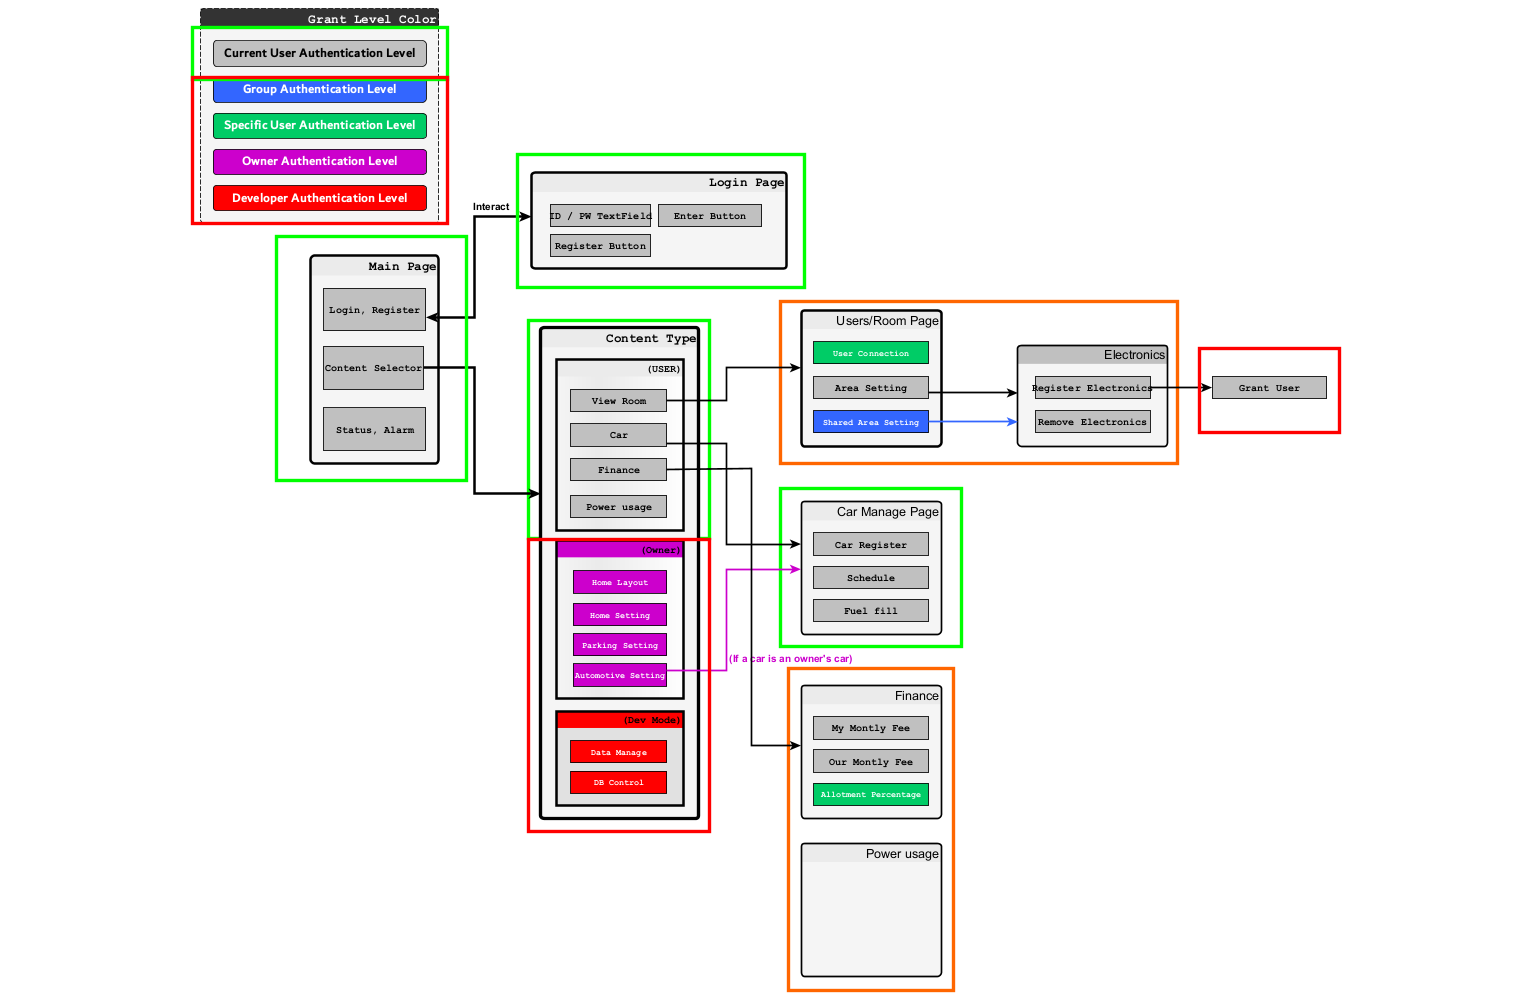 Grant Level Color
Current User Authentication Level
Group Authentication Level
Specific User Authentication Level
Owner Authentication Level
Developer Authentication Level
Interact
Login Page
ID / PW TextField
Enter Button
Register Button
Main Page
Login, Register
Content Selector
Status, Alarm
Content Type
(USER)
View Room
Car
Finance
Power usage
(Owner)
Home Layout
Home Setting
Parking Setting
Automotive Setting
(Dev Mode)
Data Manage
DB Control
Users/Room Page
User Connection
Area Setting
Shared Area Setting
Electronics
Register Electronics
Remove Electronics
Grant User
Car Manage Page
Car Register
Schedule
Fuel fill
(If a car is an owner's car)
Finance
My Montly Fee
Our Montly Fee
Allotment Percentage
Power usage